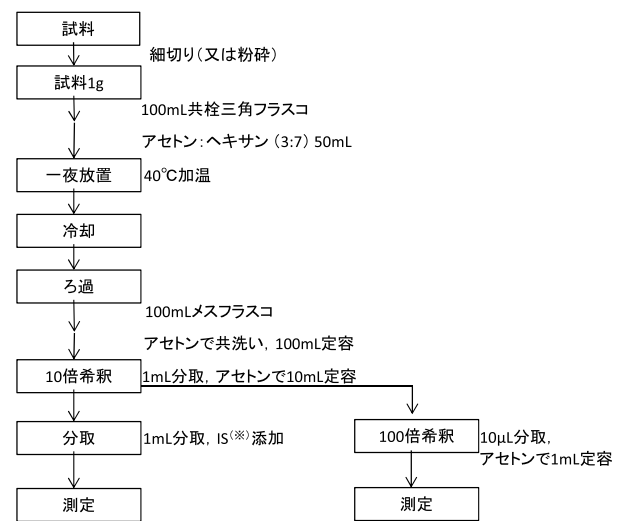 試料
細切り（又は粉砕）
試料1g
100mL共栓三角フラスコ
アセトン：ヘキサン （3:7） 50mL
一夜放置
40℃加温
冷却
ろ過
100mLメスフラスコ
アセトンで共洗い，100mL定容
10倍希釈
1mL分取，アセトンで10mL定容
分取
1mL分取，IS(※)添加
100倍希釈
10μL分取，
アセトンで1mL定容
測定
測定